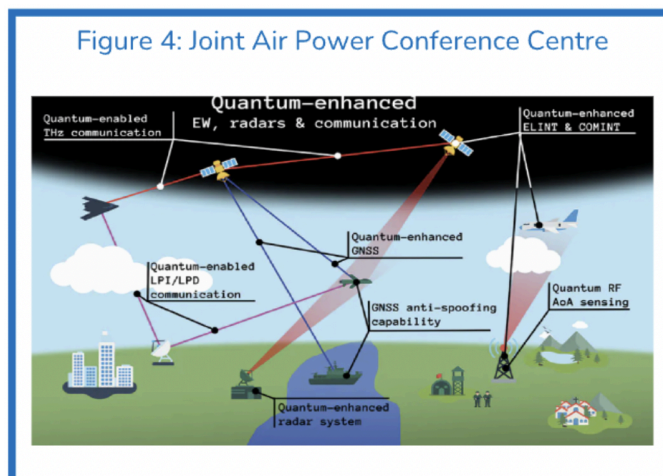 Figure 4: Joint Air Power Conference Centre
Quantum-enhanced
EW, radars & communication
Quantum-enabled
THz communication
Quantum-enhanced
ELINT & COMINT
Quantum-enhanced
GNSS
Quantum-enabled
LPI/LPD
communication
GNSS anti-spoofing
capability
Quantum RF
AoA sensing
Quantum-enhanced
radar system